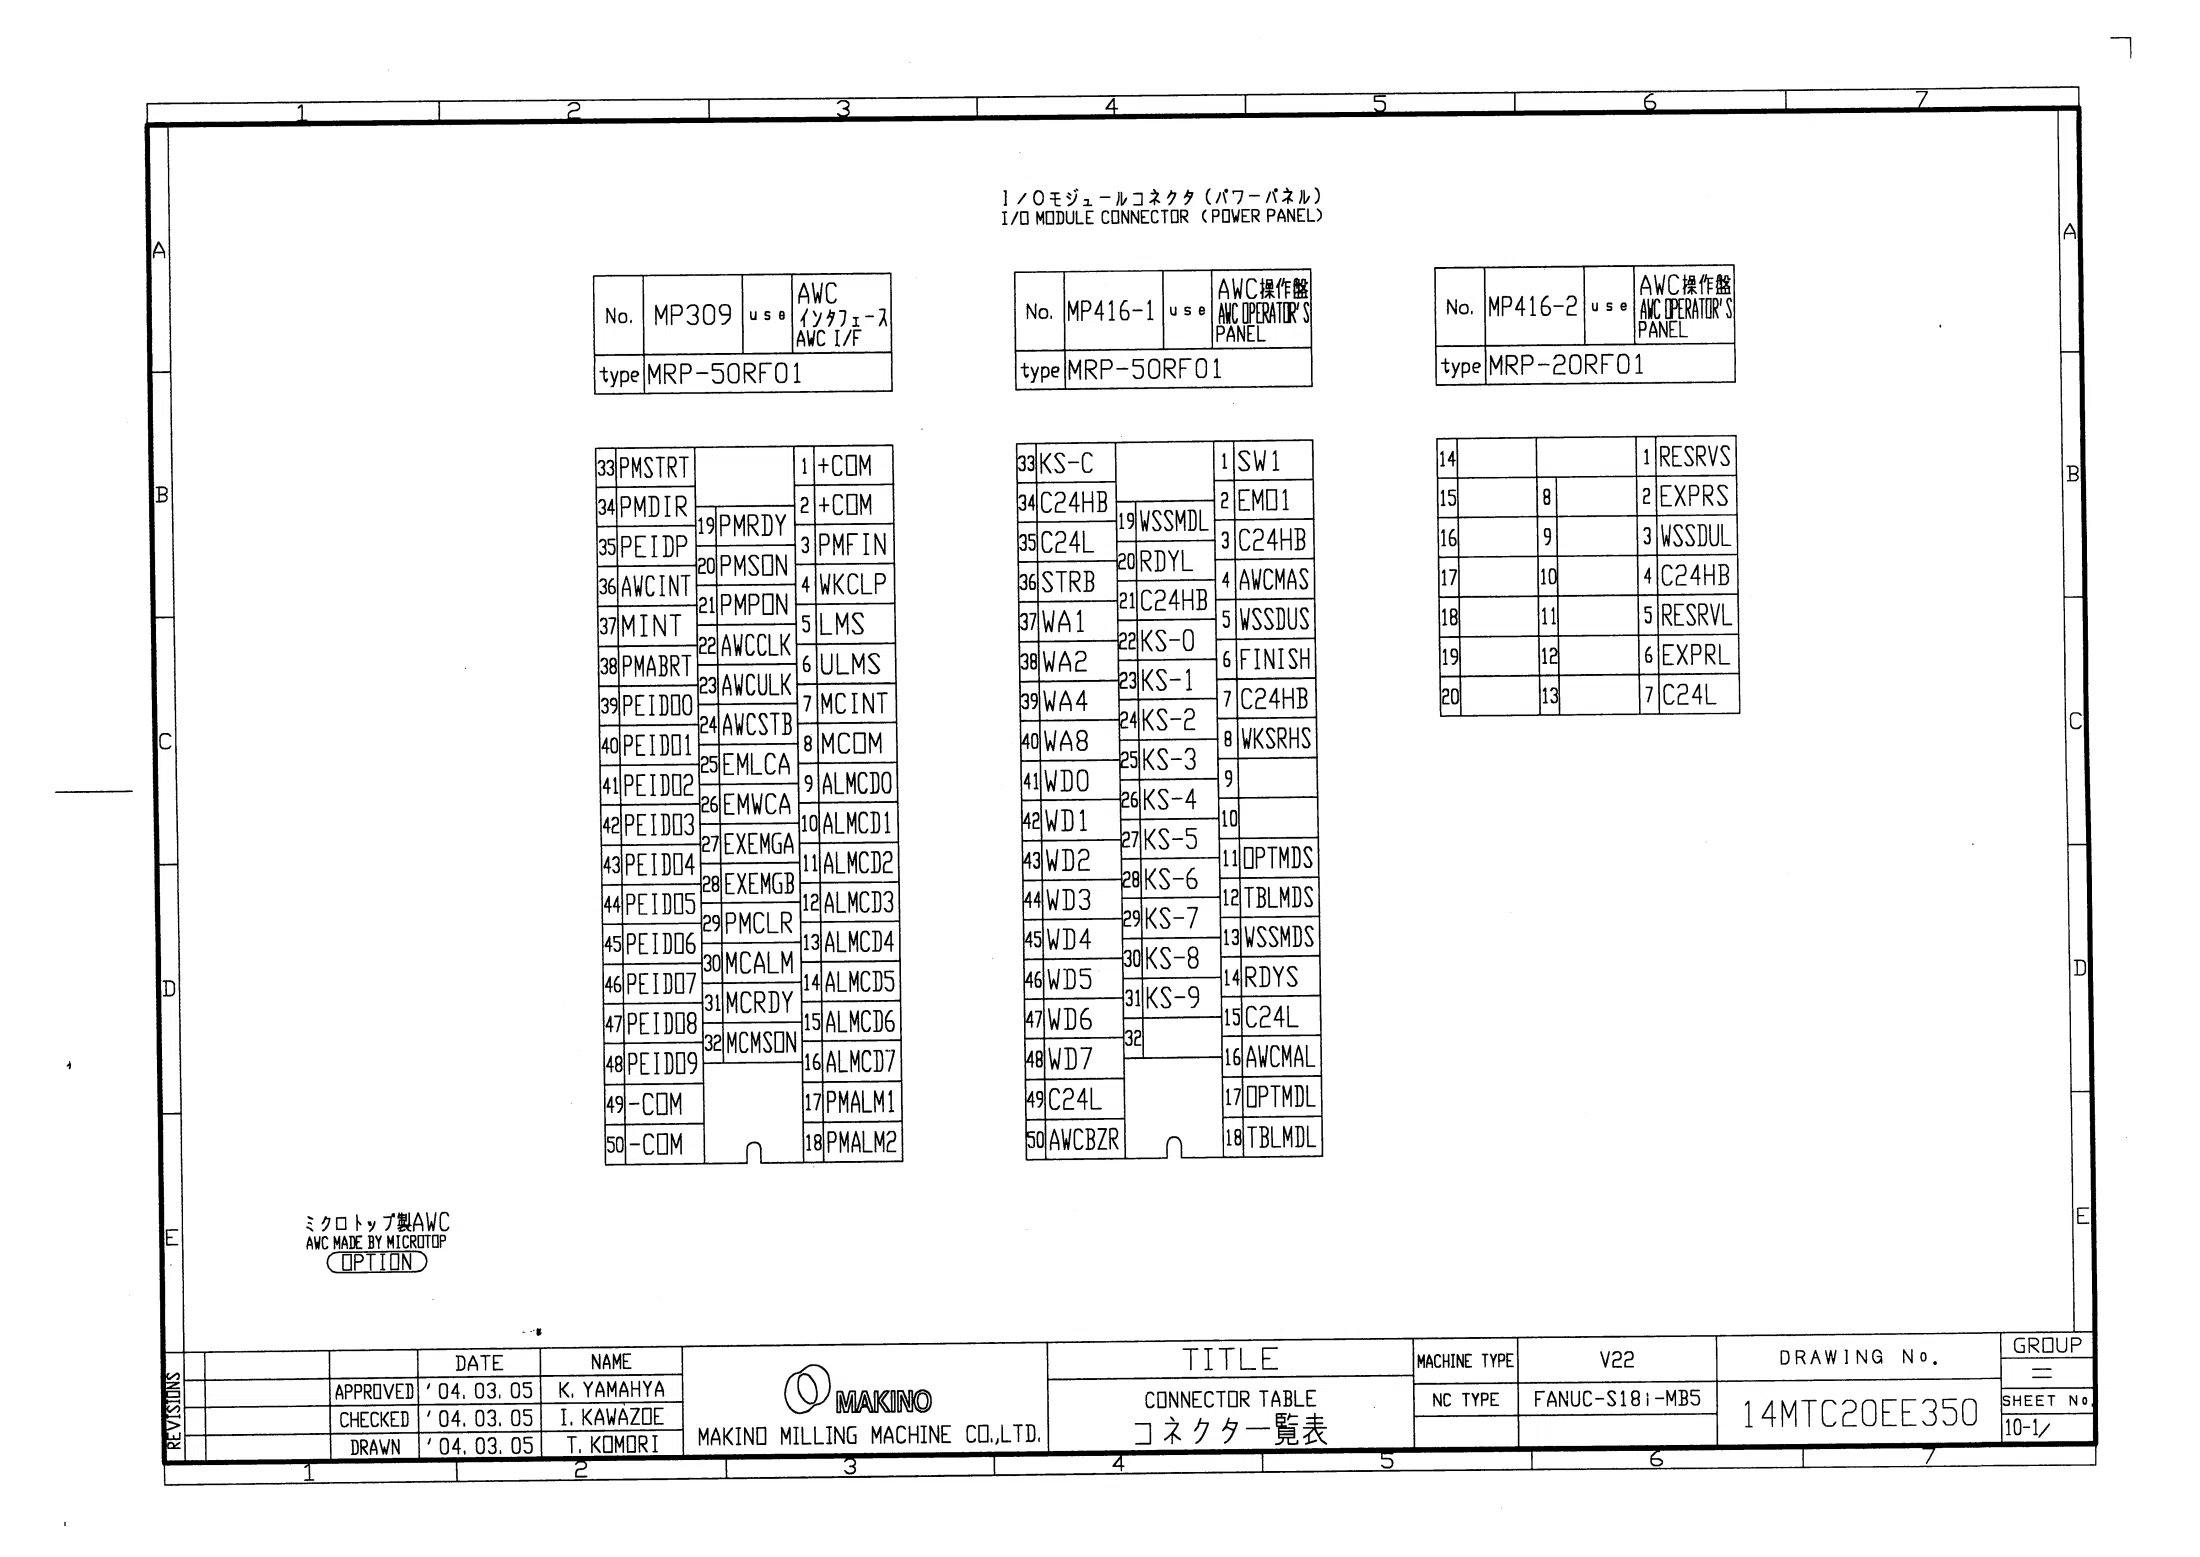 1 2 3 4 5 6 7
I/Oモジュールコネクタ(パワーパネル)
I/O MODULE CONNECTOR (POWER PANEL)
A A
B B
C C
D D
E E
No. MP309 use AWC
インタフェース
AWC I/F
type MRP-50RF01
33 PMSTRT
34 PMDIR
35 PEIDP
36 AWCINT
37 MINT
38 PMABRT
39 PEIDO0
40 PEIDO1
41 PEIDO2
42 PEIDO3
43 PEIDO4
44 PEIDO5
45 PEIDO6
46 PEIDO7
47 PEIDO8
48 PEIDO9
49 -COM
50 -COM
19 PMRDY
20 PMSON
21 PMPON
22 AWCCLK
23 AWCULK
24 AWCSTB
25 EMLCA
26 EMWCA
27 EXEMGA
28 EXEMGB
29 PMCLR
30 MCALM
31 MCRDY
32 MCMSON
1 +COM
2 +COM
3 PMFIN
4 WKCLP
5 LMS
6 ULMS
7 MCINT
8 MCOM
9 ALMCD0
10 ALMCD1
11 ALMCD2
12 ALMCD3
13 ALMCD4
14 ALMCD5
15 ALMCD6
16 ALMCD7
17 PMALM1
18 PMALM2
No. MP416-1 use AWC操作盤
AWC OPERATOR'S
PANEL
type MRP-50RF01
33 KS-C
34 C24HB
35 C24L
36 STRB
37 WA1
38 WA2
39 WA4
40 WA8
41 WD0
42 WD1
43 WD2
44 WD3
45 WD4
46 WD5
47 WD6
48 WD7
49 C24L
50 AWCBZR
19 WSSMDL
20 RDYL
21 C24HB
22 KS-0
23 KS-1
24 KS-2
25 KS-3
26 KS-4
27 KS-5
28 KS-6
29 KS-7
30 KS-8
31 KS-9
32
1 SW1
2 EMO1
3 C24HB
4 AWCMAS
5 WSSDUS
6 FINISH
7 C24HB
8 WKSRHS
9
10
11 OPTMDS
12 TBLMDS
13 WSSMDS
14 RDYS
15 C24L
16 AWCMAL
17 OPTMDL
18 TBLMDL
No. MP416-2 use AWC操作盤
AWC OPERATOR'S
PANEL
type MRP-20RF01
14
15
16
17
18
19
20
8
9
10
11
12
13
1 RESRVS
2 EXPRS
3 WSSDUL
4 C24HB
5 RESRVL
6 EXPRL
7 C24L
ミクロトップ製AWC
AWC MADE BY MICROTOP
OPTION
REVISIONS
DATE NAME
APPROVED '04.03.05 K. YAMAHYA
CHECKED '04.03.05 I. KAWAZOE
DRAWN '04.03.05 T. KOMORI
MAKINO
MAKINO MILLING MACHINE CO.,LTD.
TITLE
CONNECTOR TABLE
コネクター覧表
MACHINE TYPE V22
NC TYPE FANUC-S18i-MB5
DRAWING No.
14MTC20EE350
GROUP
=
SHEET No.
10-1/
1 2 3 4 5 6 7